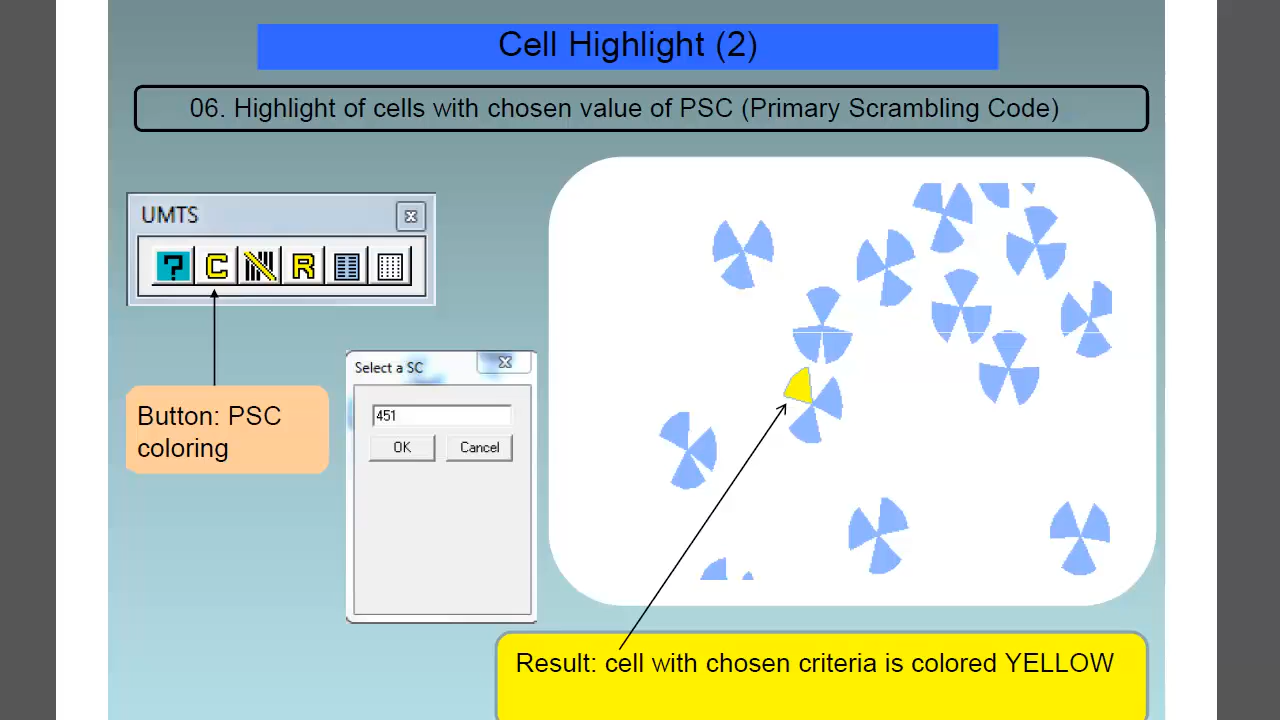 Cell Highlight (2)
06. Highlight of cells with chosen value of PSC (Primary Scrambling Code)
UMTS
? C N R
Button: PSC
coloring
Select a SC
451
OK Cancel
Result: cell with chosen criteria is colored YELLOW